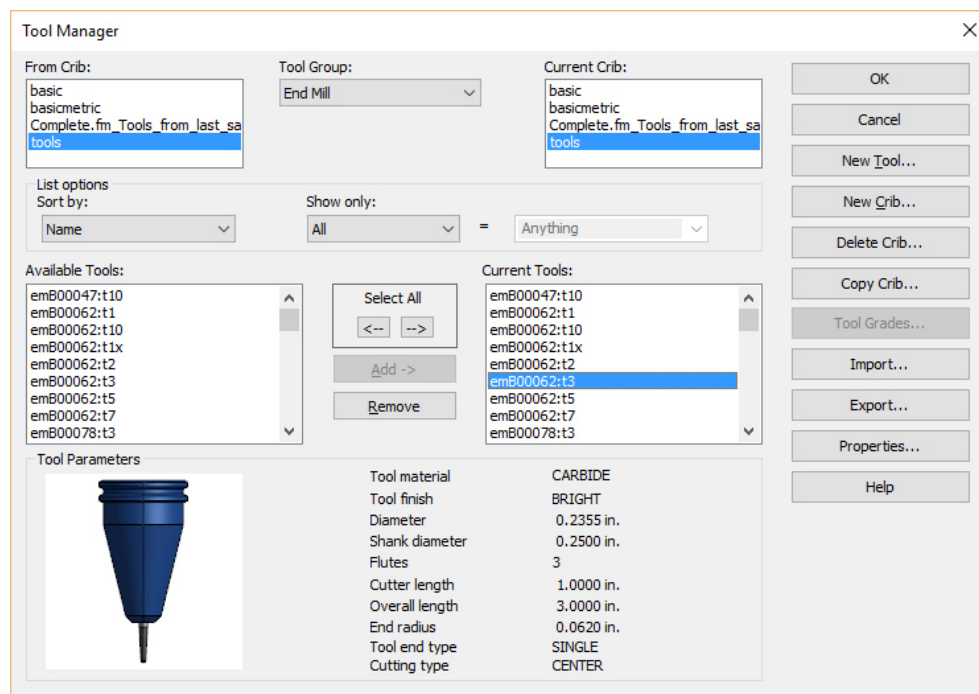 Tool Manager
From Crib:
basic
basicmetric
Complete.fm_Tools_from_last_sa
tools
Tool Group:
End Mill
Current Crib:
basic
basicmetric
Complete.fm_Tools_from_last_sa
tools
List options
Sort by:
Name
Show only:
All
=
Anything
Available Tools:
emB00047:t10
emB00062:t1
emB00062:t10
emB00062:t1x
emB00062:t2
emB00062:t3
emB00062:t5
emB00062:t7
emB00078:t3
Select All
<--
-->
Add ->
Remove
Current Tools:
emB00047:t10
emB00062:t1
emB00062:t10
emB00062:t1x
emB00062:t2
emB00062:t3
emB00062:t5
emB00062:t7
emB00078:t3
Tool Parameters
Tool material CARBIDE
Tool finish BRIGHT
Diameter 0.2355 in.
Shank diameter 0.2500 in.
Flutes 3
Cutter length 1.0000 in.
Overall length 3.0000 in.
End radius 0.0620 in.
Tool end type SINGLE
Cutting type CENTER
OK
Cancel
New Tool...
New Crib...
Delete Crib...
Copy Crib...
Tool Grades...
Import...
Export...
Properties...
Help